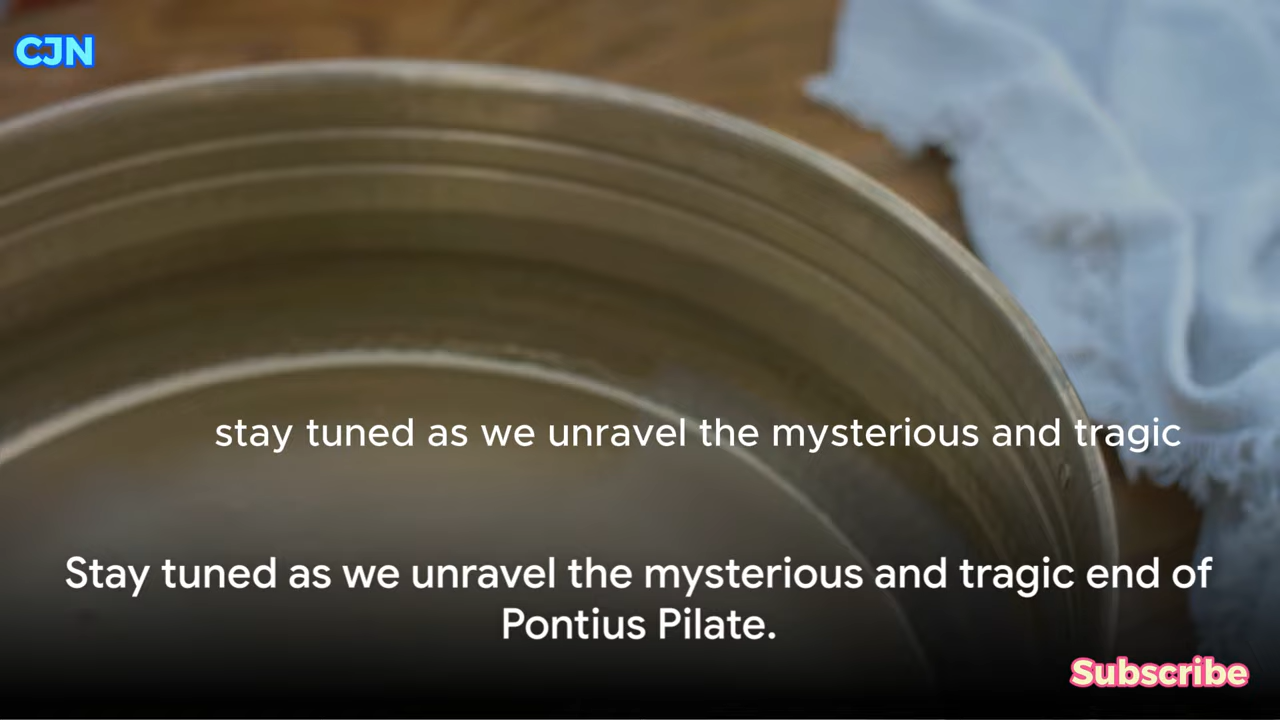 CJN
stay tuned as we unravel the mysterious and tragic
Stay tuned as we unravel the mysterious and tragic end of
Pontius Pilate.
Subscribe